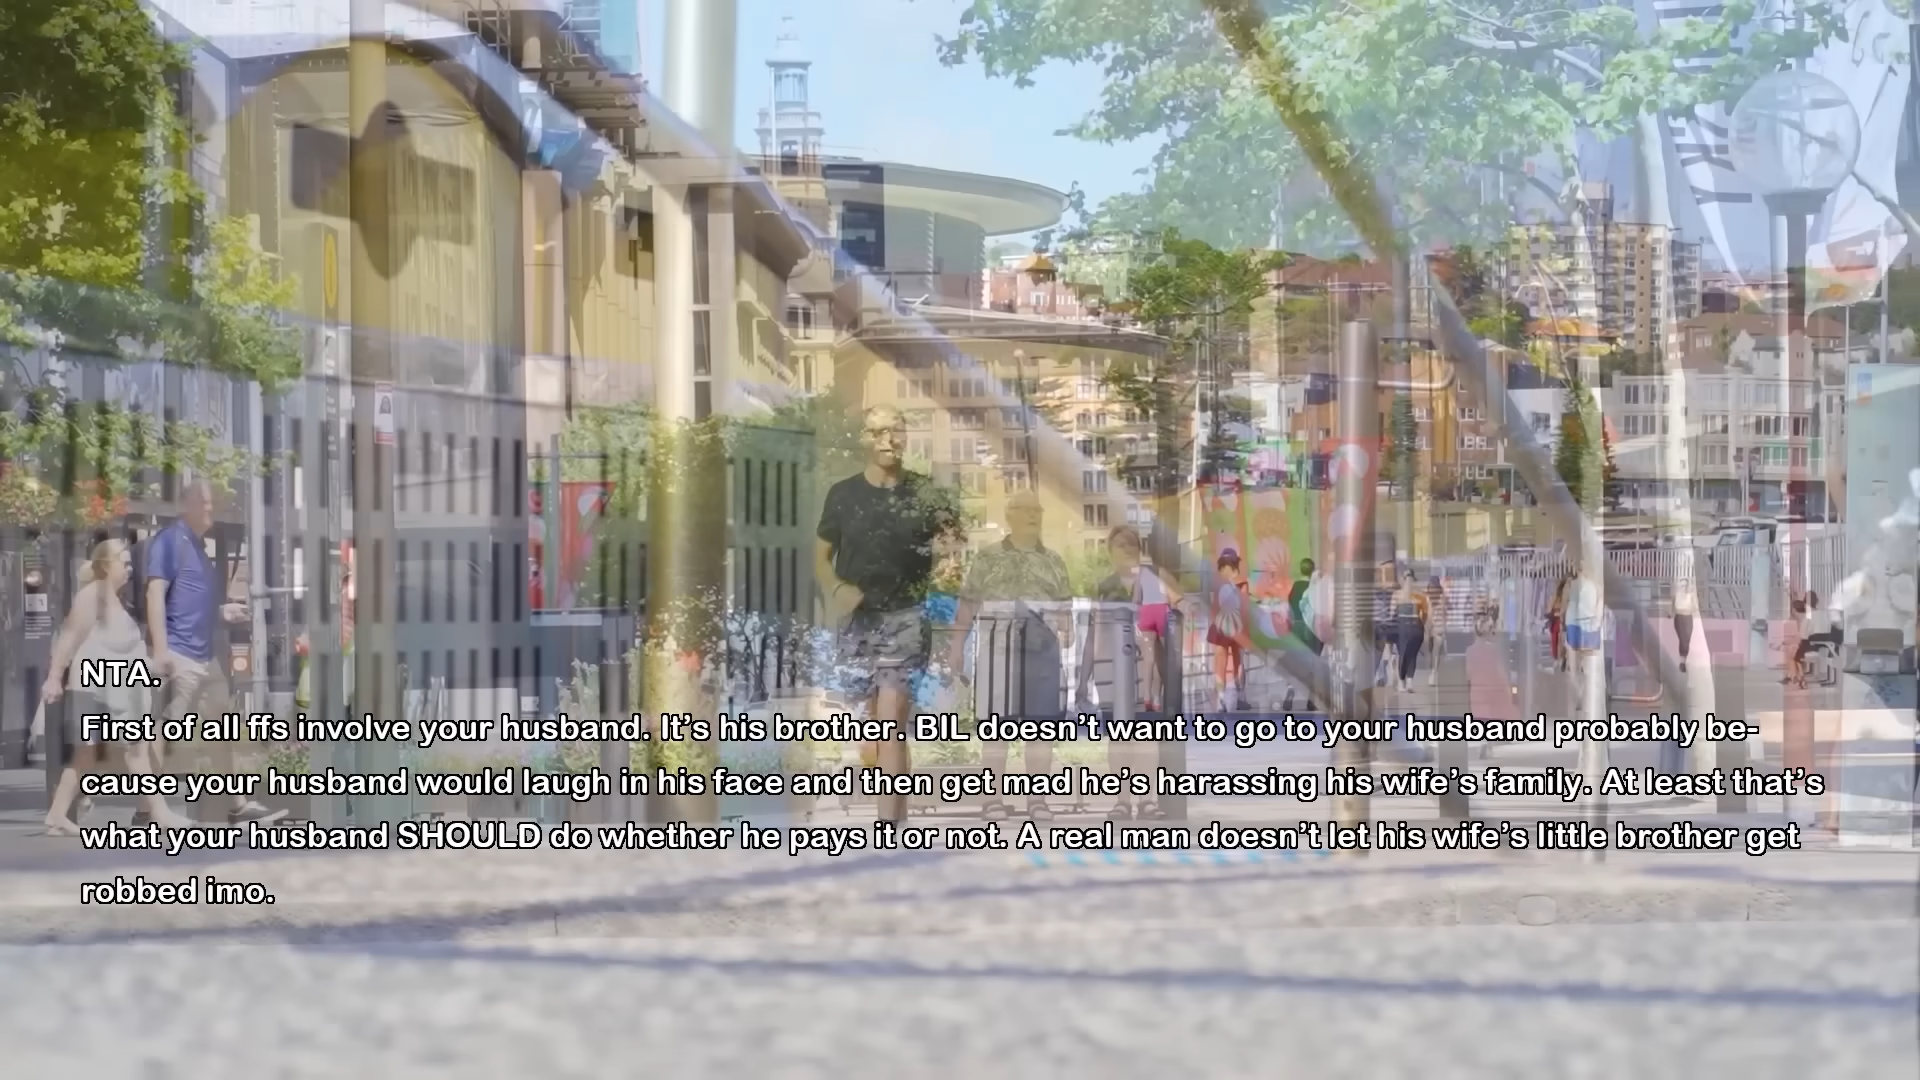 NTA.
First of all ffs involve your husband. It’s his brother. BIL doesn’t want to go to your husband probably be-
cause your husband would laugh in his face and then get mad he’s harassing his wife’s family. At least that’s
what your husband SHOULD do whether he pays it or not. A real man doesn’t let his wife’s little brother get
robbed imo.